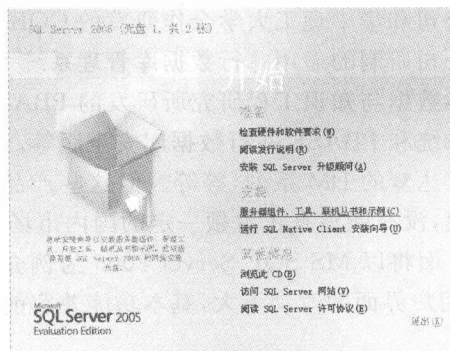 SQL Server 2005 (光盘 1, 共 2 张)
开始
准备
检查硬件和软件要求(H)
阅读发行说明(R)
安装 SQL Server 升级顾问(A)
安装
服务器组件、工具、联机丛书和示例(C)
运行 SQL Native Client 安装向导(U)
其他信息
浏览此 CD(B)
访问 SQL Server 网站(V)
阅读 SQL Server 许可协议(E)
退出(X)
Microsoft
SQL Server 2005
Evaluation Edition